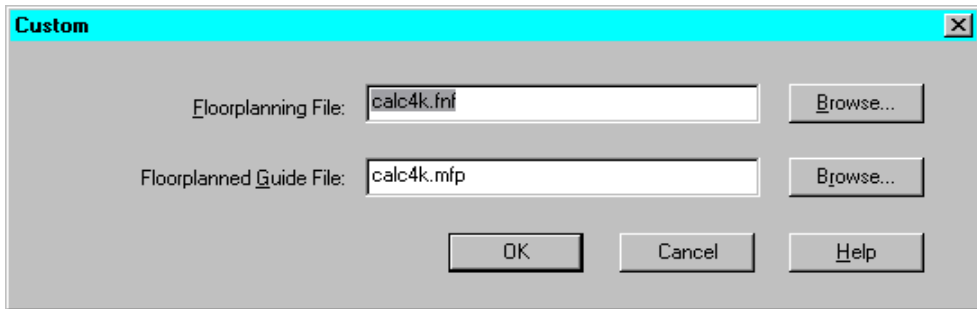 Custom
Floorplanning File: calc4k.fnf Browse...
Floorplanned Guide File: calc4k.mfp Browse...
OK Cancel Help